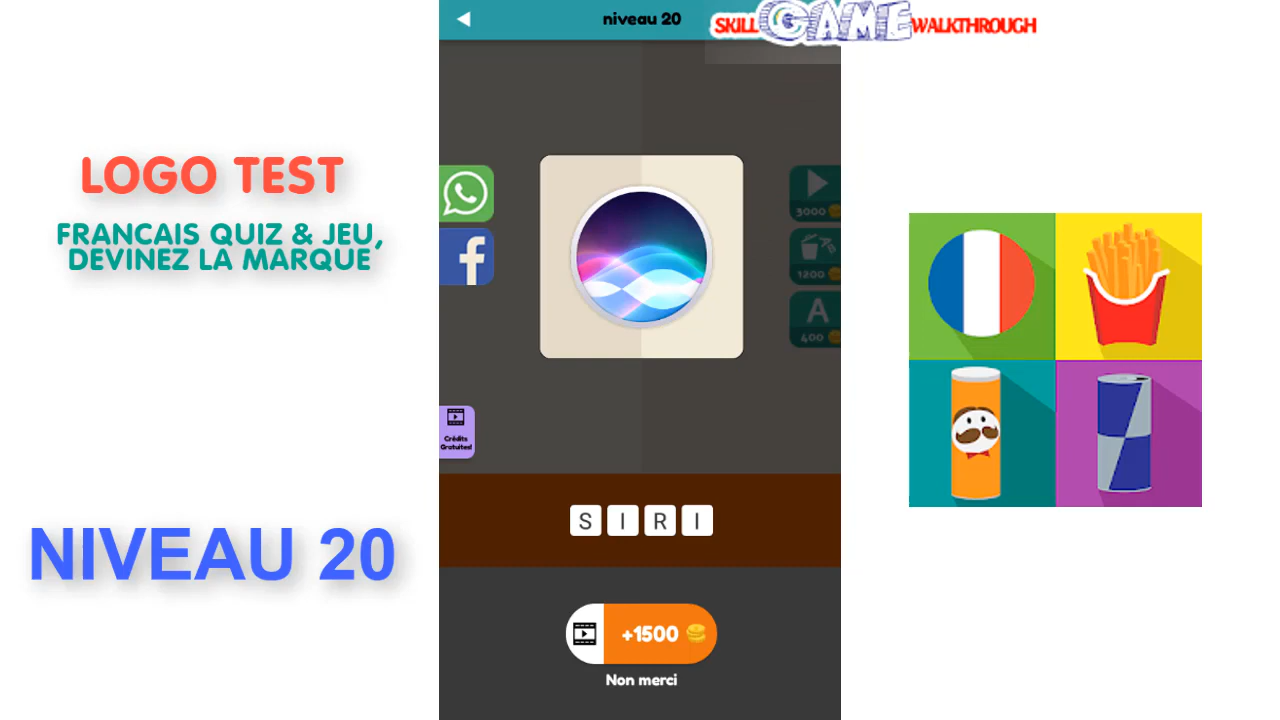 niveau 20
SKILL GAME WALKTHROUGH
LOGO TEST
FRANCAIS QUIZ & JEU,
DEVINEZ LA MARQUE
3000
1200
A
400
Crédits
Gratuites!
S I R I
NIVEAU 20
+1500
Non merci